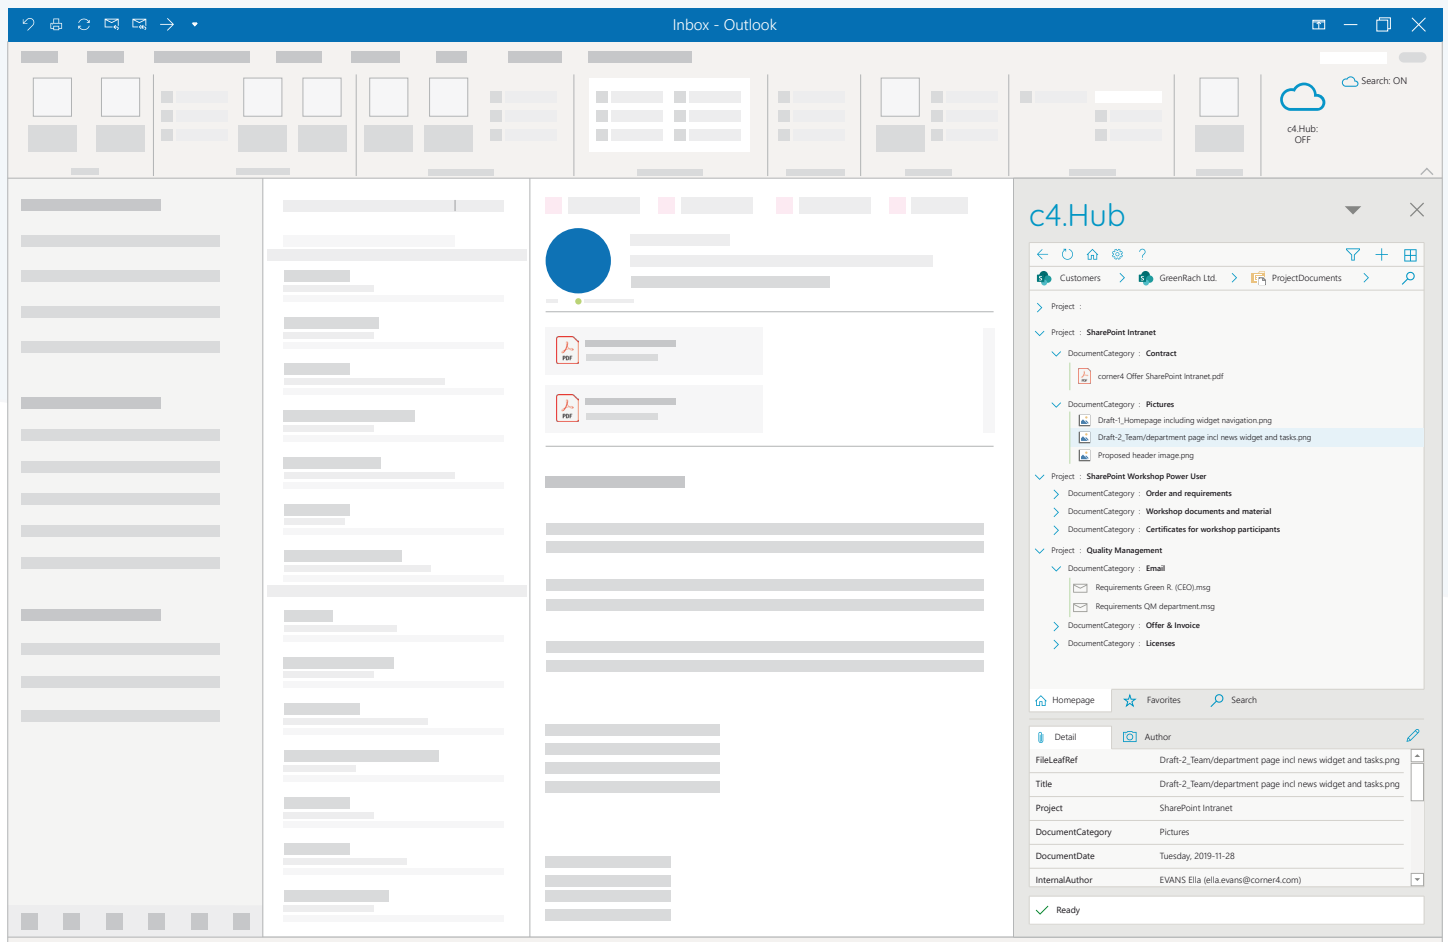 Inbox - Outlook
Search: ON
c4.Hub:
OFF
c4.Hub
?
Customers GreenRach Ltd. ProjectDocuments
Project :
Project : SharePoint Intranet
DocumentCategory : Contract
PDF
corner4 Offer SharePoint Intranet.pdf
DocumentCategory : Pictures
Draft-1_Homepage including widget navigation.png
Draft-2_Team/department page incl news widget and tasks.png
Proposed header image.png
Project : SharePoint Workshop Power User
DocumentCategory : Order and requirements
DocumentCategory : Workshop documents and material
DocumentCategory : Certificates for workshop participants
Project : Quality Management
DocumentCategory : Email
Requirements Green R. (CEO).msg
Requirements QM department.msg
DocumentCategory : Offer & Invoice
DocumentCategory : Licenses
PDF
PDF
Homepage Favorites Search
Detail Author
FileLeafRef Draft-2_Team/department page incl news widget and tasks.png
Title Draft-2_Team/department page incl news widget and tasks.png
Project SharePoint Intranet
DocumentCategory Pictures
DocumentDate Tuesday, 2019-11-28
InternalAuthor EVANS Ella (ella.evans@corner4.com)
Ready